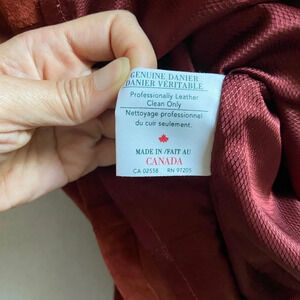 GENUINE DANIER
DANIER VÉRITABLE
Professionally Leather
Clean Only
Nettoyage professionnel
du cuir seulement.
MADE IN /FAIT AU
CANADA
CA 02558 RN 97205